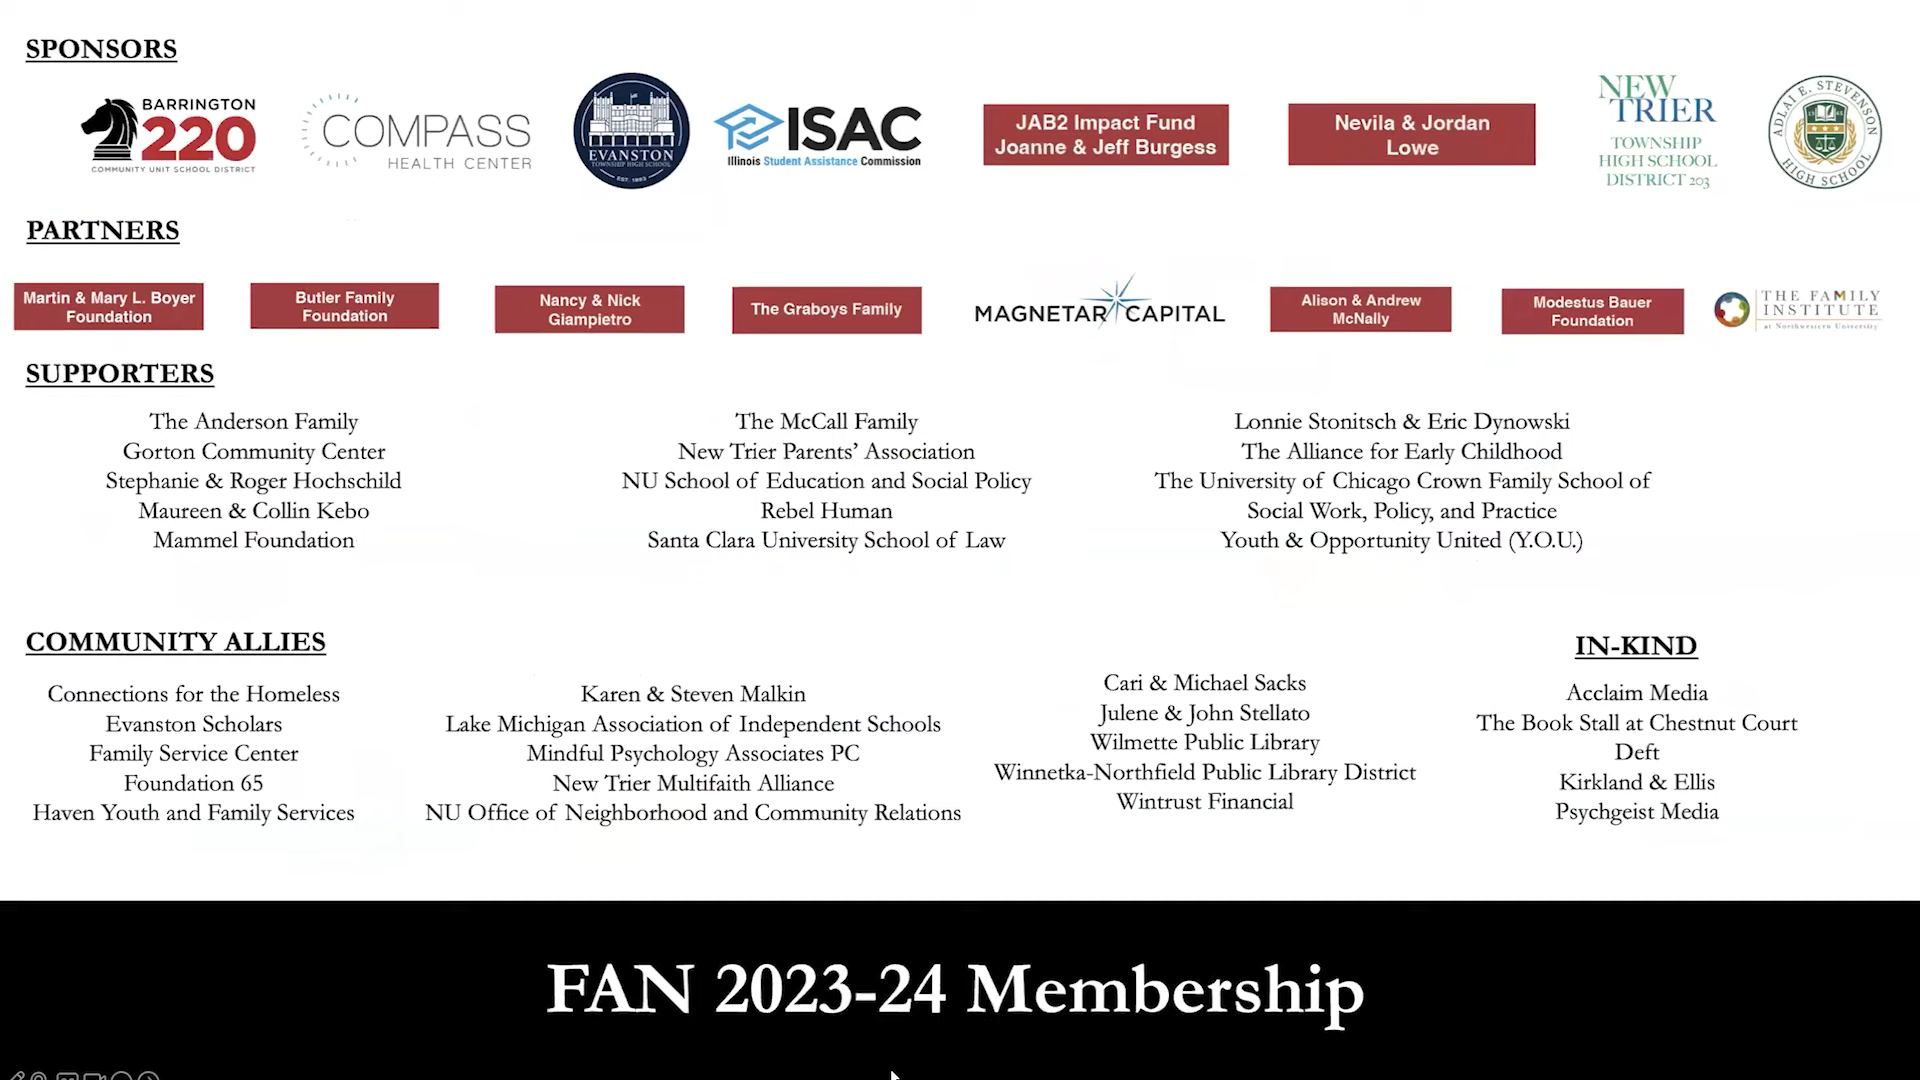 SPONSORS
BARRINGTON
220
COMMUNITY UNIT SCHOOL DISTRICT
COMPASS
HEALTH CENTER
EVANSTON
TOWNSHIP HIGH SCHOOL
EST. 1883
ISAC
Illinois Student Assistance Commission
JAB2 Impact Fund
Joanne & Jeff Burgess
Nevila & Jordan
Lowe
NEW
TRIER
TOWNSHIP
HIGH SCHOOL
DISTRICT 203
ADLAI E. STEVENSON
HIGH SCHOOL
PARTNERS
Martin & Mary L. Boyer
Foundation
Butler Family
Foundation
Nancy & Nick
Giampietro
The Graboys Family
MAGNETAR CAPITAL
Alison & Andrew
McNally
Modestus Bauer
Foundation
THE FAMILY
INSTITUTE
at Northwestern University
SUPPORTERS
The Anderson Family
Gorton Community Center
Stephanie & Roger Hochschild
Maureen & Collin Kebo
Mammel Foundation
The McCall Family
New Trier Parents’ Association
NU School of Education and Social Policy
Rebel Human
Santa Clara University School of Law
Lonnie Stonitsch & Eric Dynowski
The Alliance for Early Childhood
The University of Chicago Crown Family School of
Social Work, Policy, and Practice
Youth & Opportunity United (Y.O.U.)
COMMUNITY ALLIES
Connections for the Homeless
Evanston Scholars
Family Service Center
Foundation 65
Haven Youth and Family Services
Karen & Steven Malkin
Lake Michigan Association of Independent Schools
Mindful Psychology Associates PC
New Trier Multifaith Alliance
NU Office of Neighborhood and Community Relations
Cari & Michael Sacks
Julene & John Stellato
Wilmette Public Library
Winnetka-Northfield Public Library District
Wintrust Financial
IN-KIND
Acclaim Media
The Book Stall at Chestnut Court
Deft
Kirkland & Ellis
Psychgeist Media
FAN 2023-24 Membership